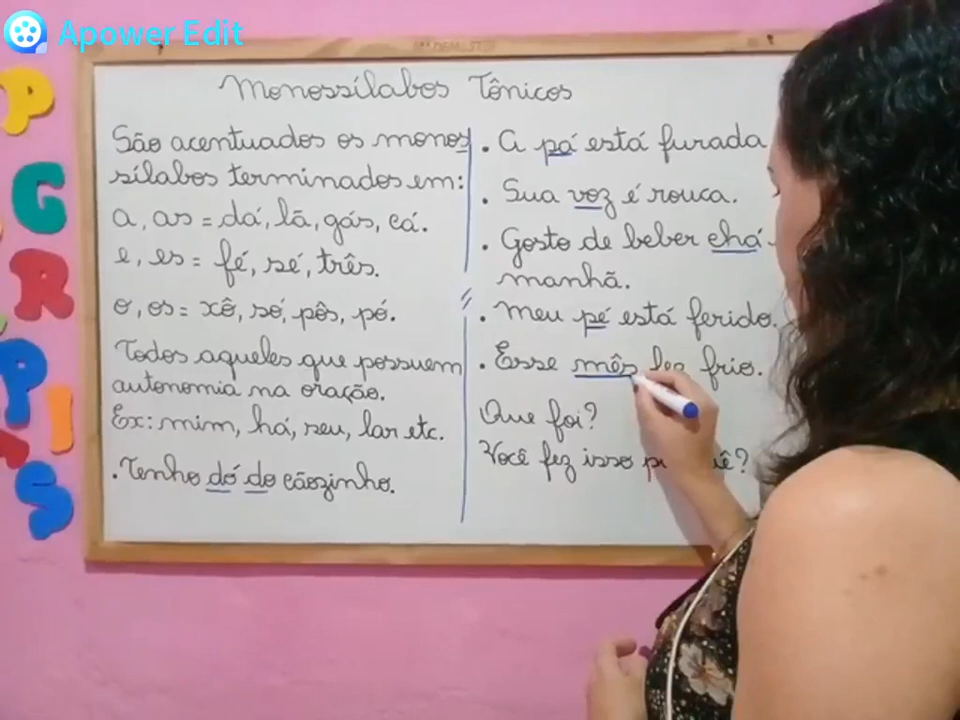 Apower Edit
Monossílabos Tônicos
São acentuados os monos
sílabos terminados em:
a, as = dá, lã, gás, cá.
e, es = fé, sé, três.
o, os = xô, só, pôs, pó.
Todos aqueles que possuem
autonomia na oração.
Ex: mim, há, seu, lar etc.
. Tenho dó do cãozinho.
. A pá está furada
. Sua voz é rouca.
. Gosto de beber chá
manhã.
. Meu pé está ferido.
. Esse mês fez frio.
Que foi?
Você fez isso
P
G
R
P
I
S